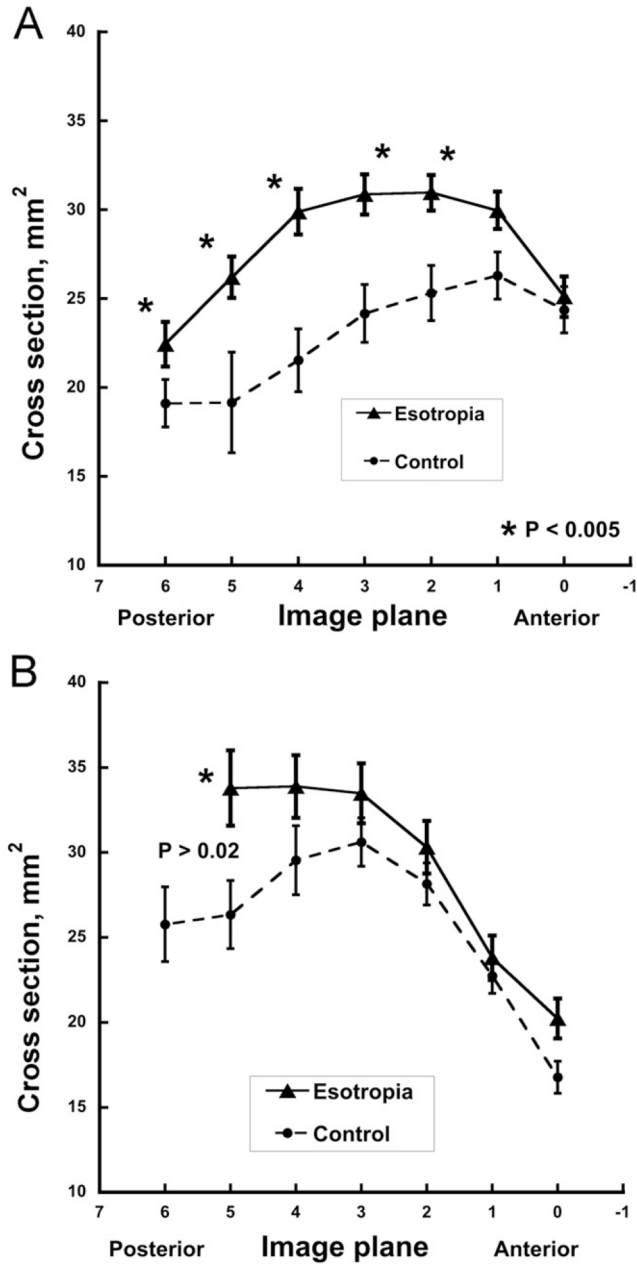 A
40
35
30
25
20
15
10
Cross section, mm2
* * * * *
Esotropia
Control
* P < 0.005
7 6 5 4 3 2 1 0 -1
Posterior Image plane Anterior
B
40
35
30
25
20
15
10
Cross section, mm2
*
P > 0.02
Esotropia
Control
7 6 5 4 3 2 1 0 -1
Posterior Image plane Anterior